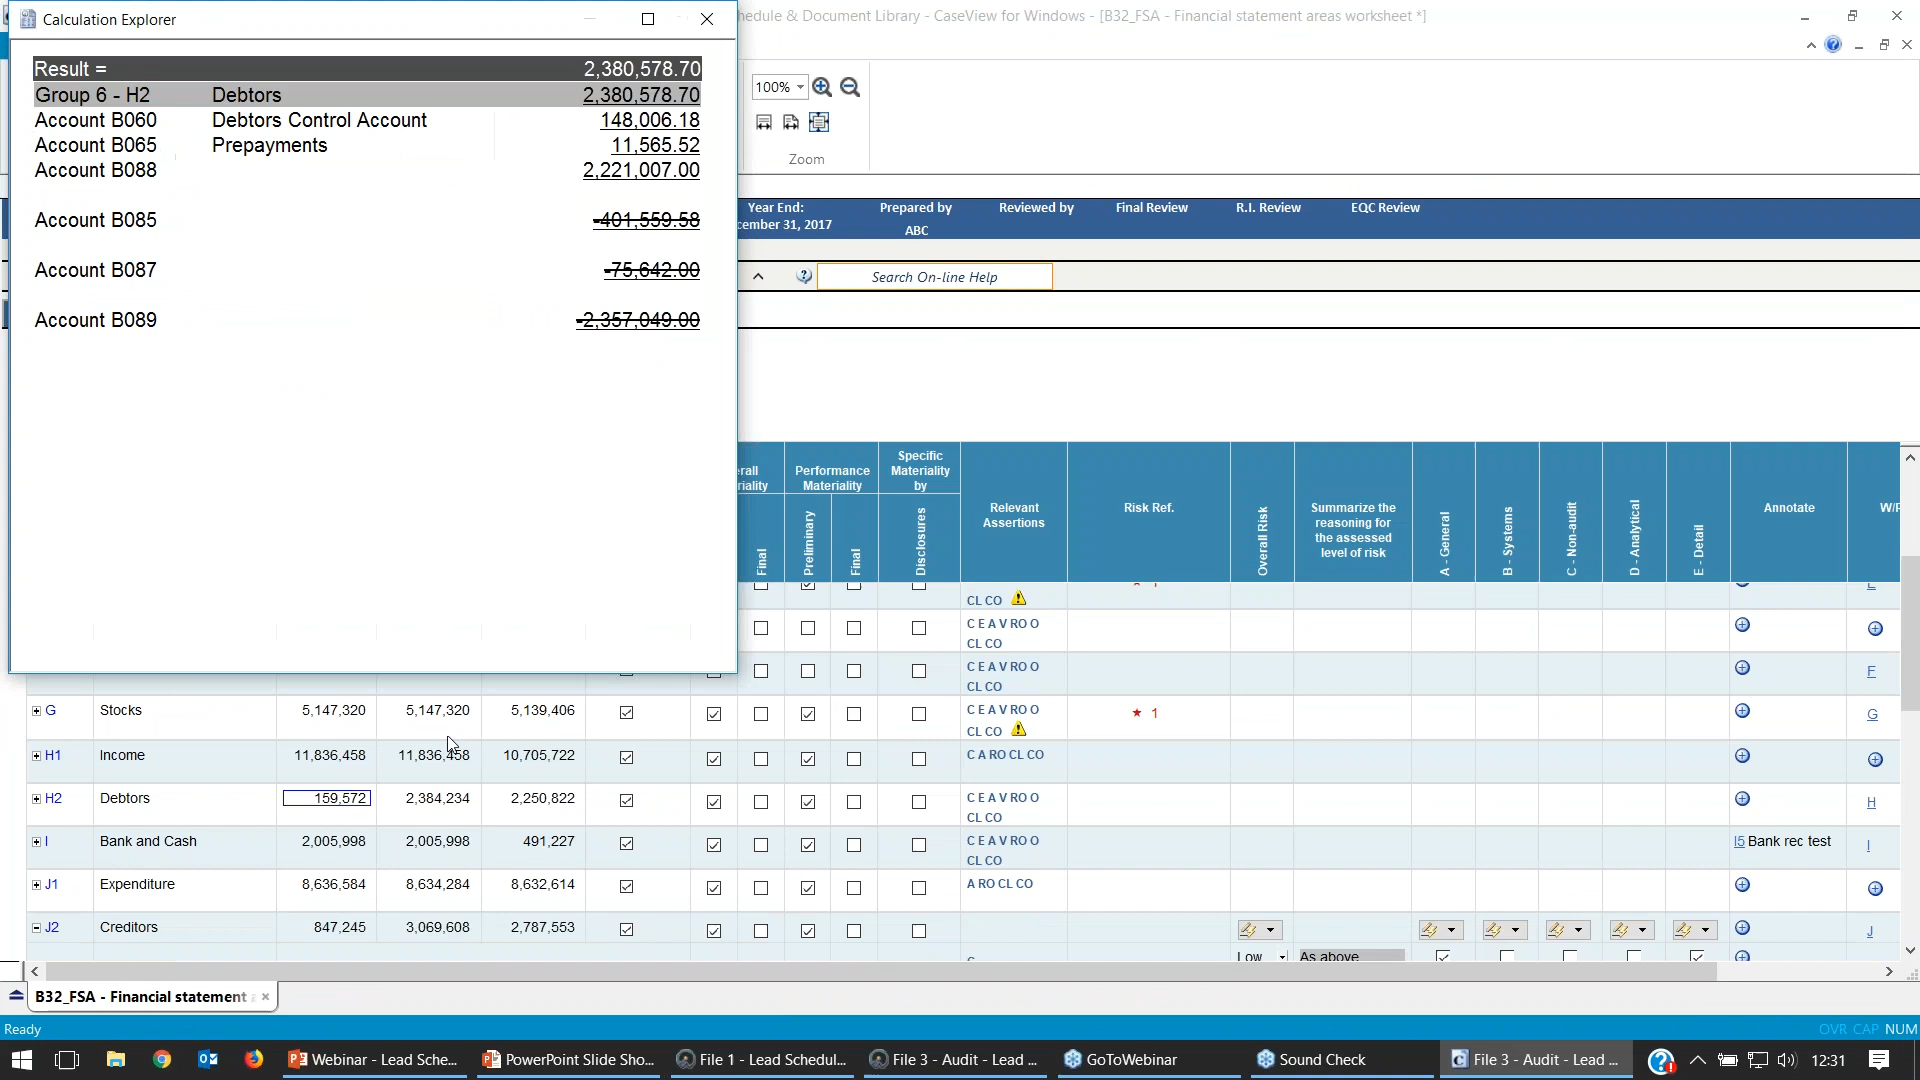 Calculation Explorer
hedule & Document Library - CaseView for Windows - [B32_FSA - Financial statement areas worksheet *]
Result = 2,380,578.70
Group 6 - H2 Debtors 2,380,578.70
Account B060 Debtors Control Account 148,006.18
Account B065 Prepayments 11,565.52
Account B088 2,221,007.00
Account B085 -401,559.58
Account B087 -75,642.00
Account B089 -2,357,049.00
100%
Zoom
Year End: Prepared by Reviewed by Final Review R.I. Review EQC Review
cember 31, 2017 ABC
Search On-line Help
erall
riality
Final
Performance
Materiality
Preliminary
Final
Specific
Materiality
by
Disclosures
Relevant
Assertions
Risk Ref.
Overall Risk
Summarize the
reasoning for
the assessed
level of risk
A - General
B - Systems
C - Non-audit
D - Analytical
E - Detail
Annotate
CL CO
C E A V RO O
CL CO
C E A V RO O
CL CO F
G Stocks 5,147,320 5,147,320 5,139,406 C E A V RO O
CL CO 1 G
H1 Income 11,836,458 11,836,458 10,705,722 C A RO CL CO
H2 Debtors 159,572 2,384,234 2,250,822 C E A V RO O
CL CO H
I Bank and Cash 2,005,998 2,005,998 491,227 C E A V RO O I5 Bank rec test
CL CO I
J1 Expenditure 8,636,584 8,634,284 8,632,614 A RO CL CO
J2 Creditors 847,245 3,069,608 2,787,553 J
Low As above
B32_FSA - Financial statement
Ready
OVR CAP NUM
Webinar - Lead Sche...
PowerPoint Slide Sho...
File 1 - Lead Schedul...
File 3 - Audit - Lead ...
GoToWebinar
Sound Check
File 3 - Audit - Lead ...
12:31